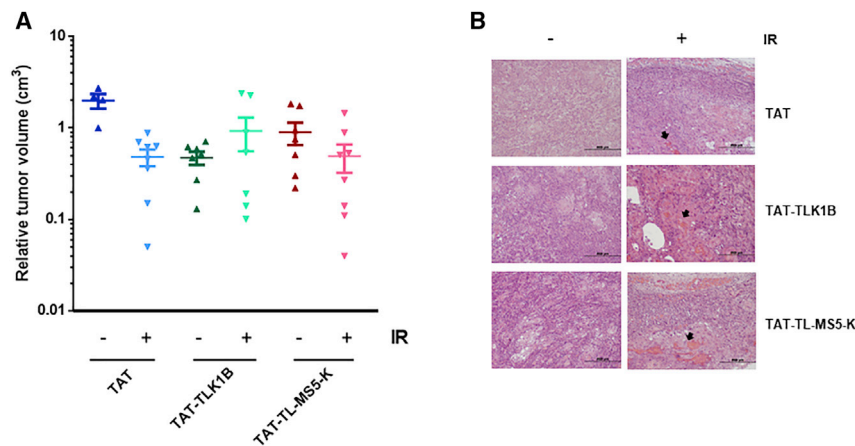 A
Relative tumor volume (cm³)
10
1
0.1
0.01
- + - + - + IR
TAT
TAT-TLK1B
TAT-TL-MS5-K
B
- + IR
TAT
TAT-TLK1B
TAT-TL-MS5-K